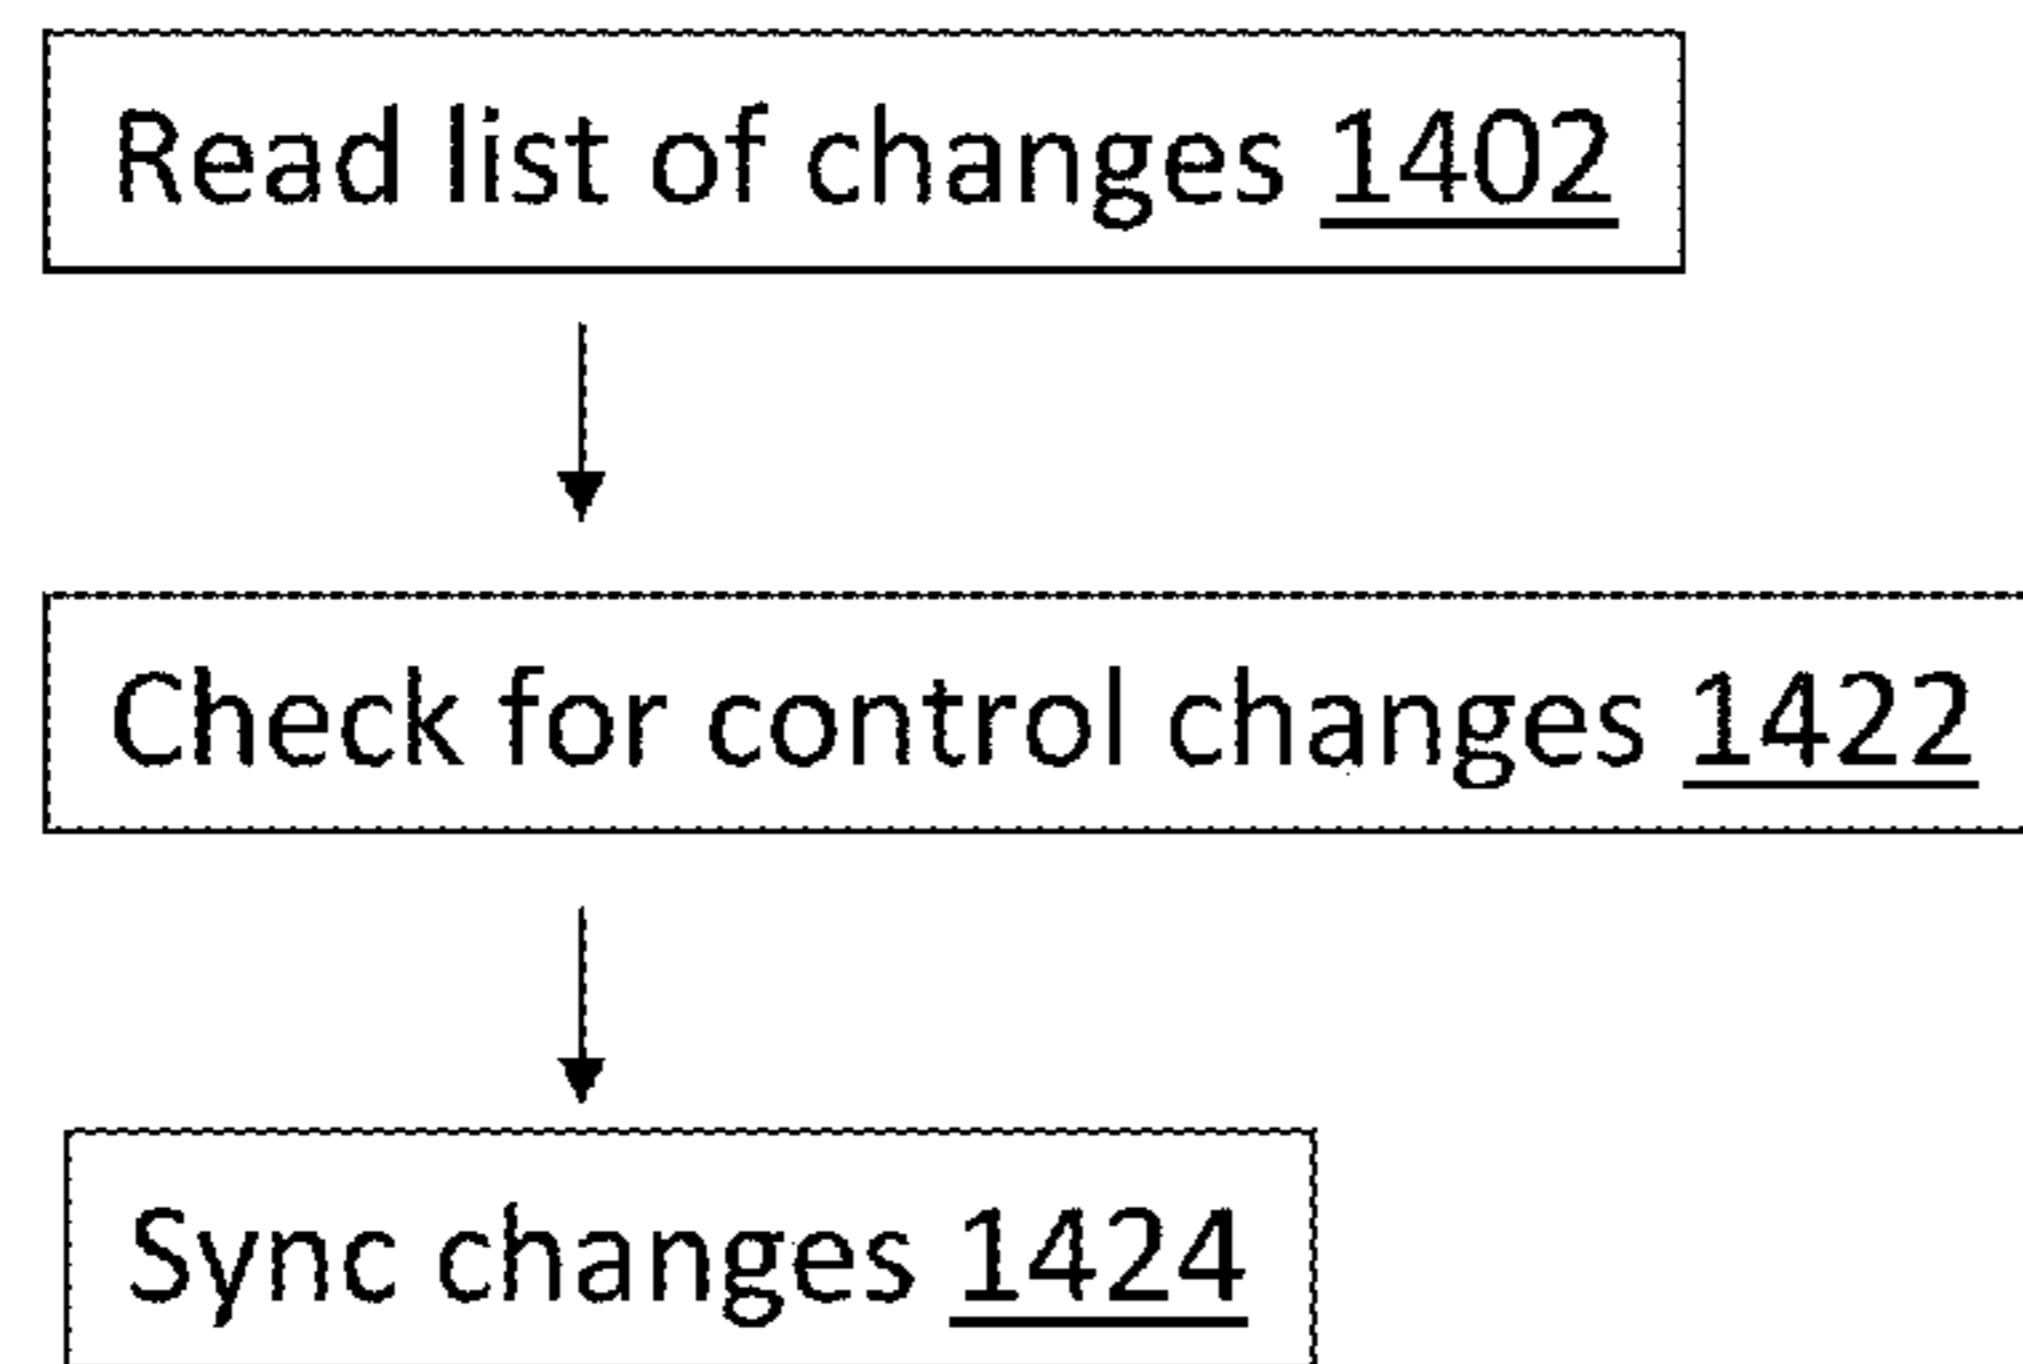 Read list of changes 1402
Check for control changes 1422
Sync changes 1424